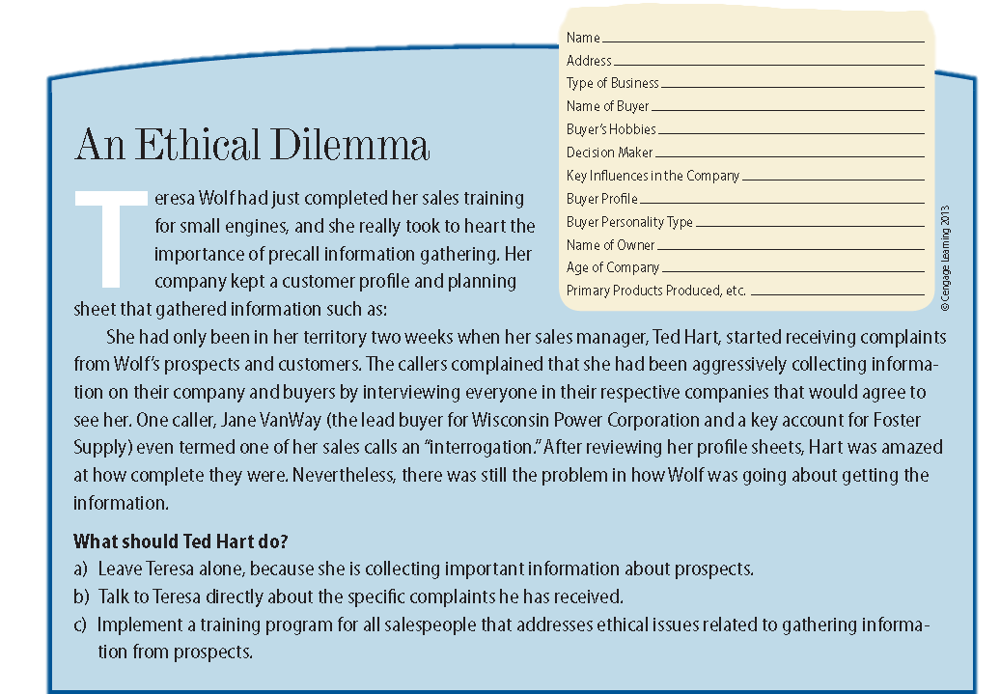 Name
Address
Type of Business
Name of Buyer
Buyer's Hobbies
Decision Maker
Key Influences in the Company
Buyer Profile
Buyer Personality Type
Name of Owner
Age of Company
Primary Products Produced, etc.
© Cengage Learning 2013
An Ethical Dilemma
Teresa Wolf had just completed her sales training
for small engines, and she really took to heart the
importance of precall information gathering. Her
company kept a customer profile and planning
sheet that gathered information such as:
She had only been in her territory two weeks when her sales manager, Ted Hart, started receiving complaints
from Wolf's prospects and customers. The callers complained that she had been aggressively collecting informa-
tion on their company and buyers by interviewing everyone in their respective companies that would agree to
see her. One caller, Jane VanWay (the lead buyer for Wisconsin Power Corporation and a key account for Foster
Supply) even termed one of her sales calls an “interrogation.” After reviewing her profile sheets, Hart was amazed
at how complete they were. Nevertheless, there was still the problem in how Wolf was going about getting the
information.
What should Ted Hart do?
a) Leave Teresa alone, because she is collecting important information about prospects.
b) Talk to Teresa directly about the specific complaints he has received.
c) Implement a training program for all salespeople that addresses ethical issues related to gathering informa-
tion from prospects.